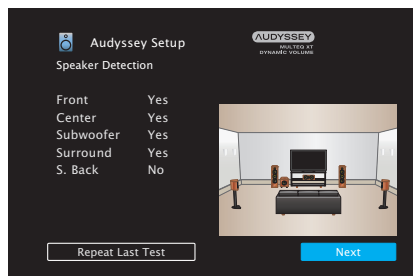 Audyssey Setup
AUDYSSEY
MULTEQ XT
DYNAMIC VOLUME
Speaker Detection
Front Yes
Center Yes
Subwoofer Yes
Surround Yes
S. Back No
Repeat Last Test
Next